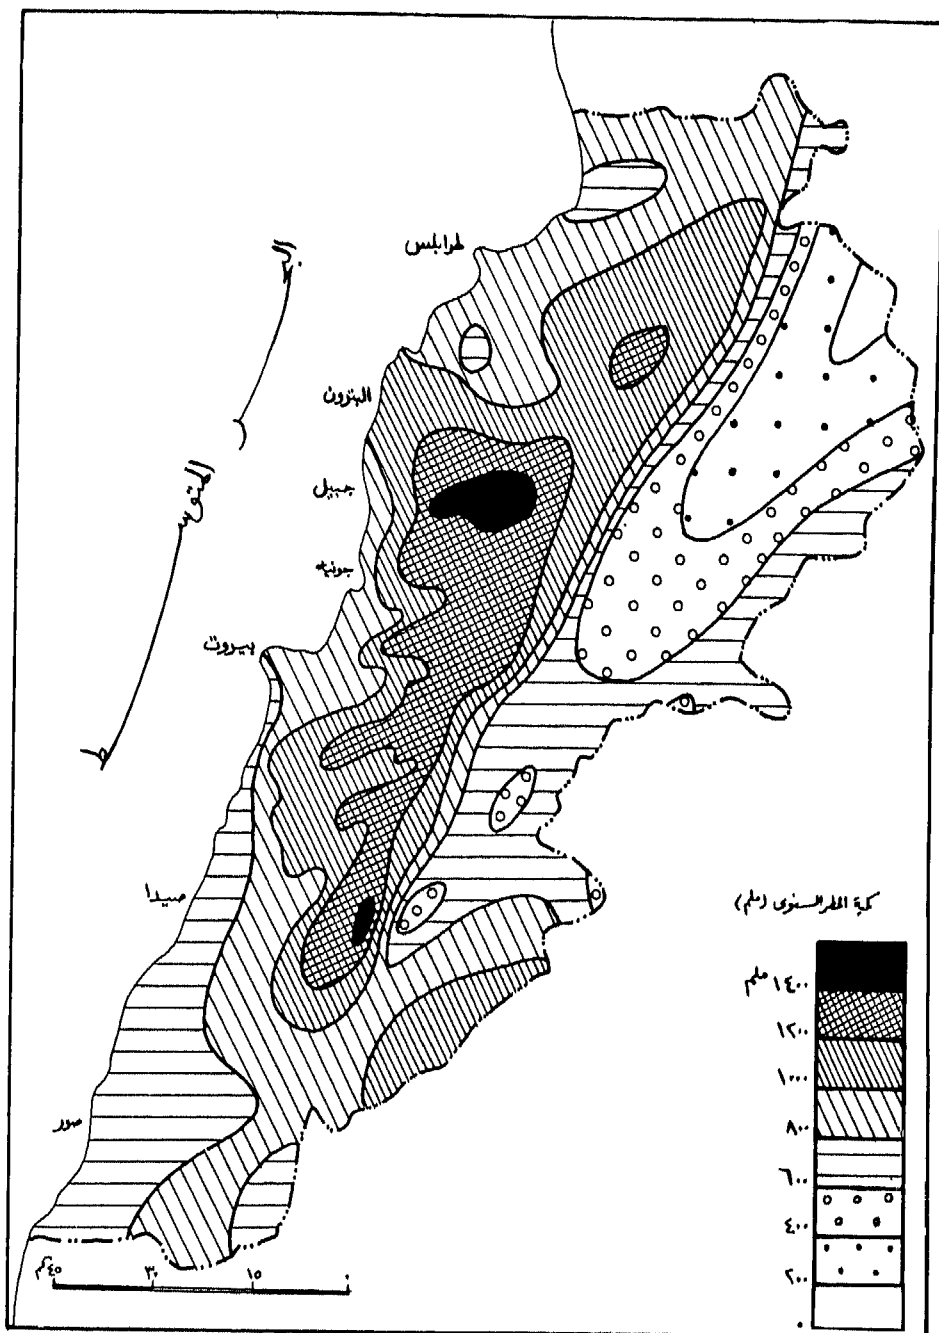 طرابلس
البحر
البترون
المتوسط
جبيل
جونيه
بيروت
صيدا
صور
كمية المطر السنوى (ملم)
١٤٠٠ ملم
١٢٠٠
١٠٠٠
٨٠٠
٦٠٠
٤٠٠
٢٠٠
٠
٤٥كم ٣٠ ١٥ ٠